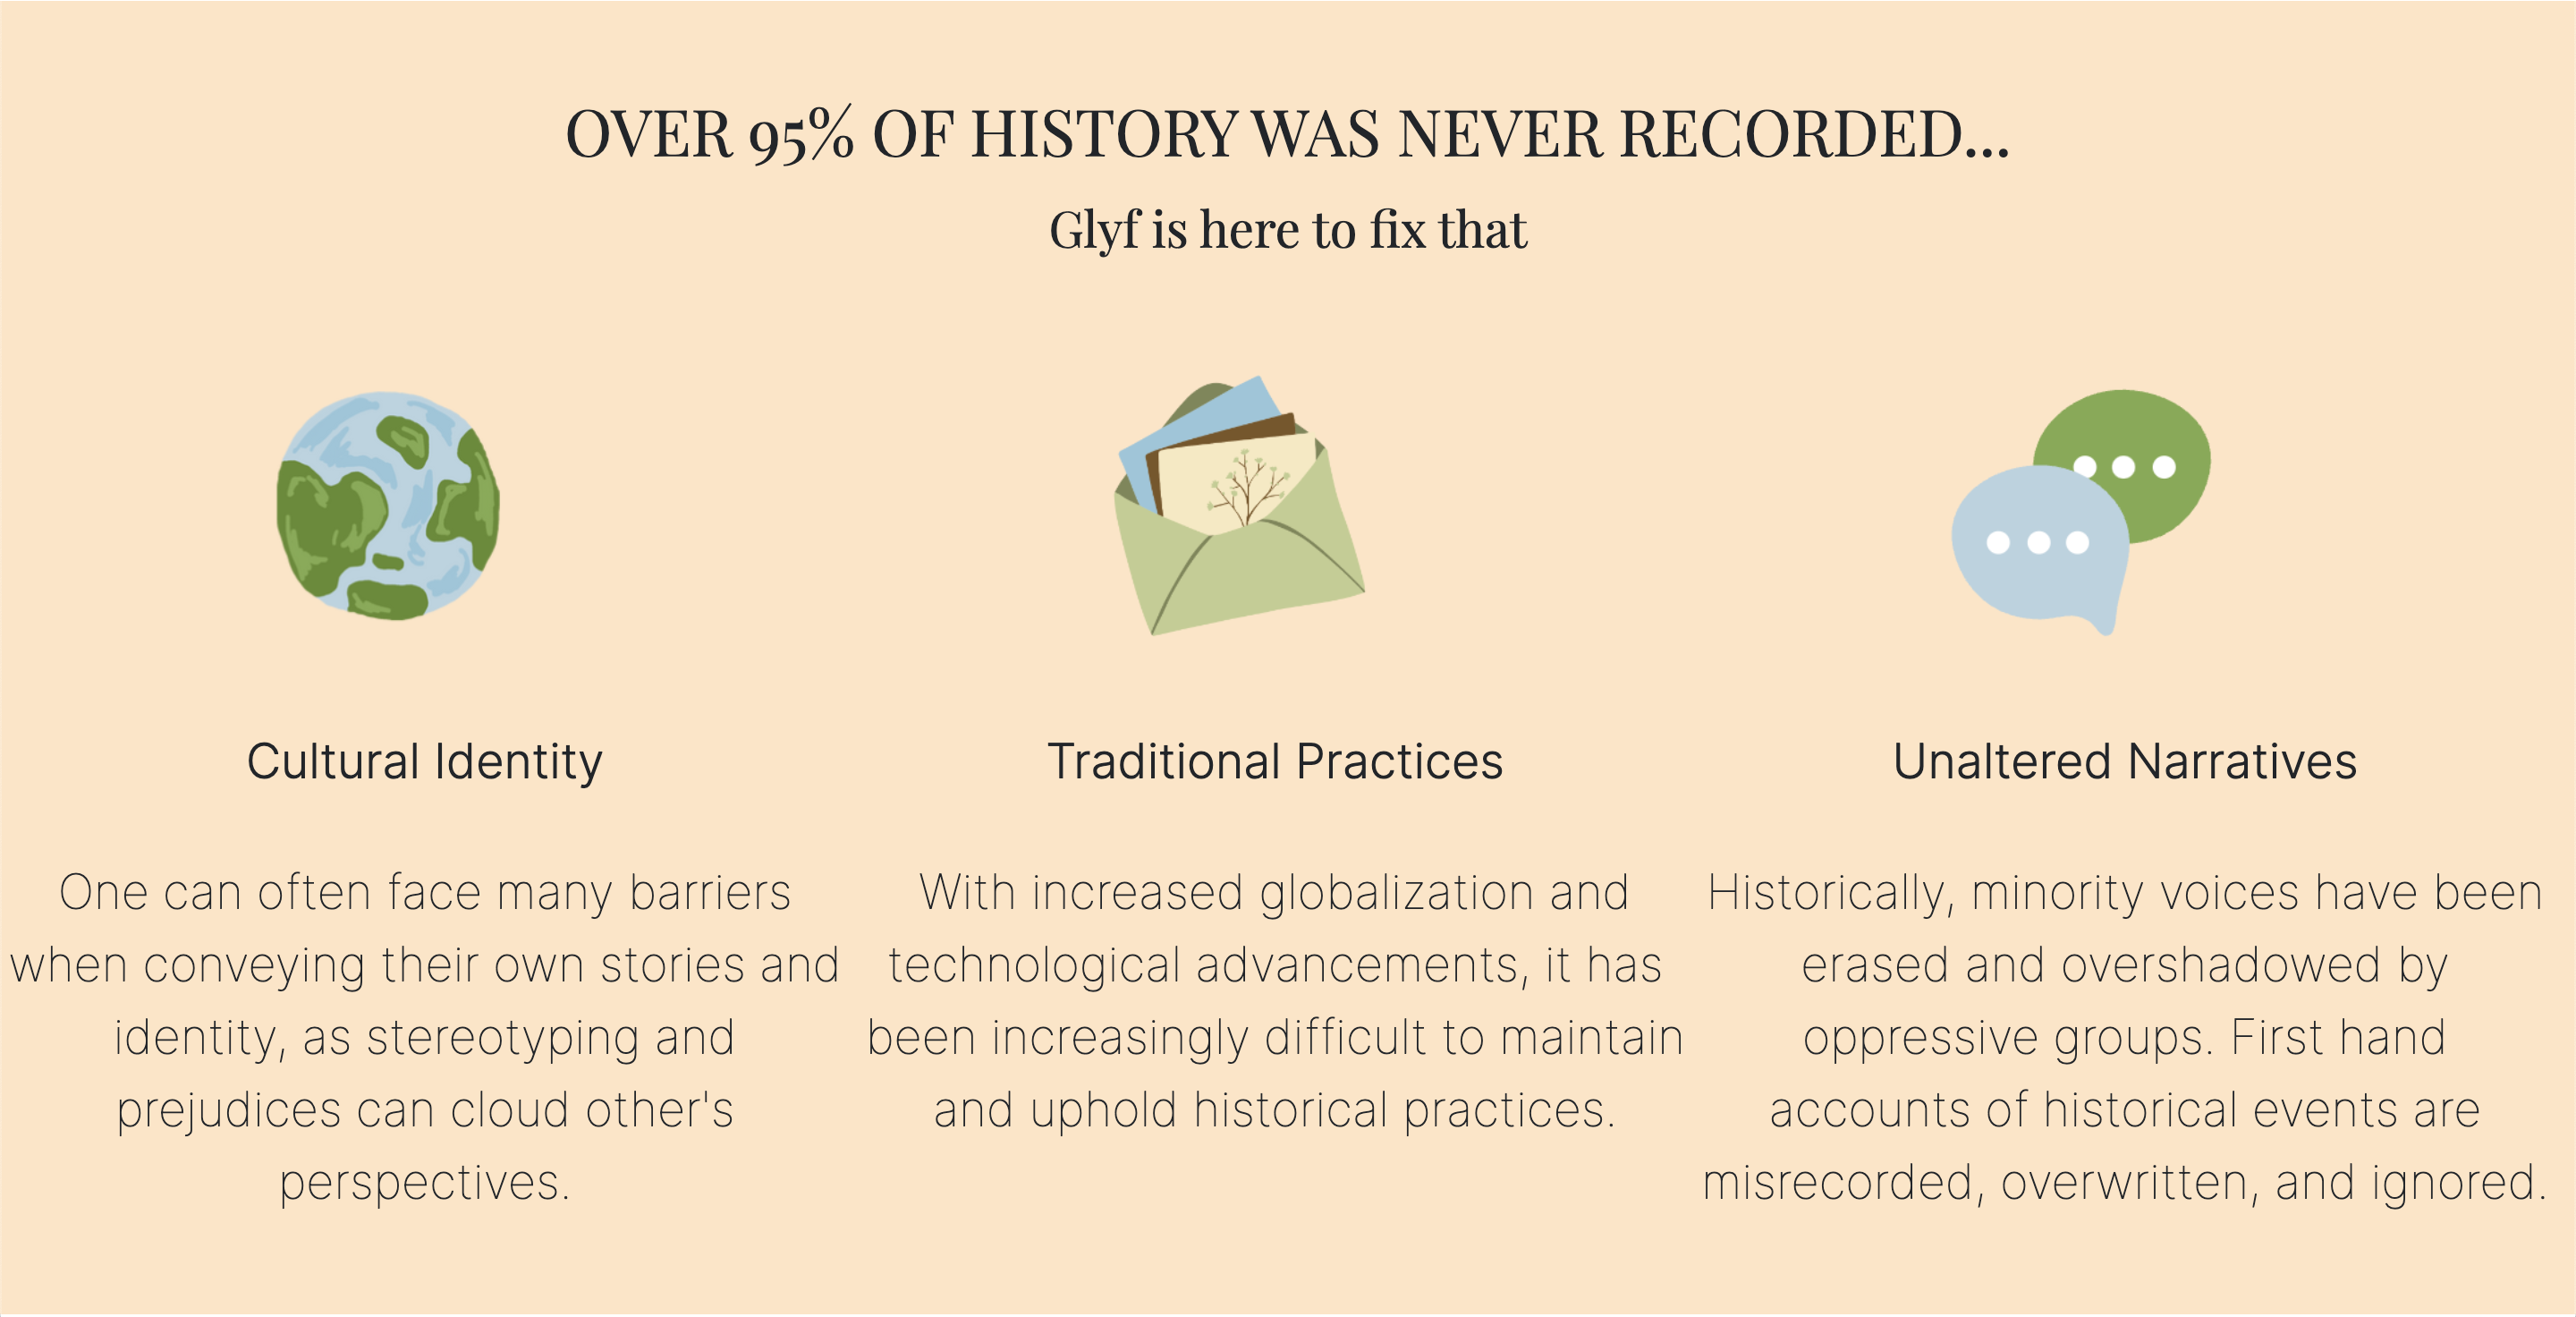 OVER 95% OF HISTORY WAS NEVER RECORDED...
Glyf is here to fix that
Cultural Identity
One can often face many barriers
when conveying their own stories and
identity, as stereotyping and
prejudices can cloud other's
perspectives.
Traditional Practices
With increased globalization and
technological advancements, it has
been increasingly difficult to maintain
and uphold historical practices.
Unaltered Narratives
Historically, minority voices have been
erased and overshadowed by
oppressive groups. First hand
accounts of historical events are
misrecorded, overwritten, and ignored.